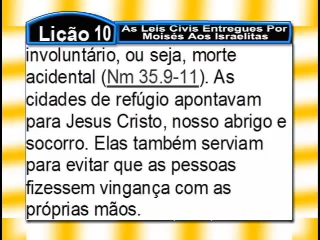 Lição 10
As Leis Civis Entregues Por
Moisés Aos Israelitas
involuntário, ou seja, morte
acidental (Nm 35.9-11). As
cidades de refúgio apontavam
para Jesus Cristo, nosso abrigo e
socorro. Elas também serviam
para evitar que as pessoas
fizessem vingança com as
próprias mãos.